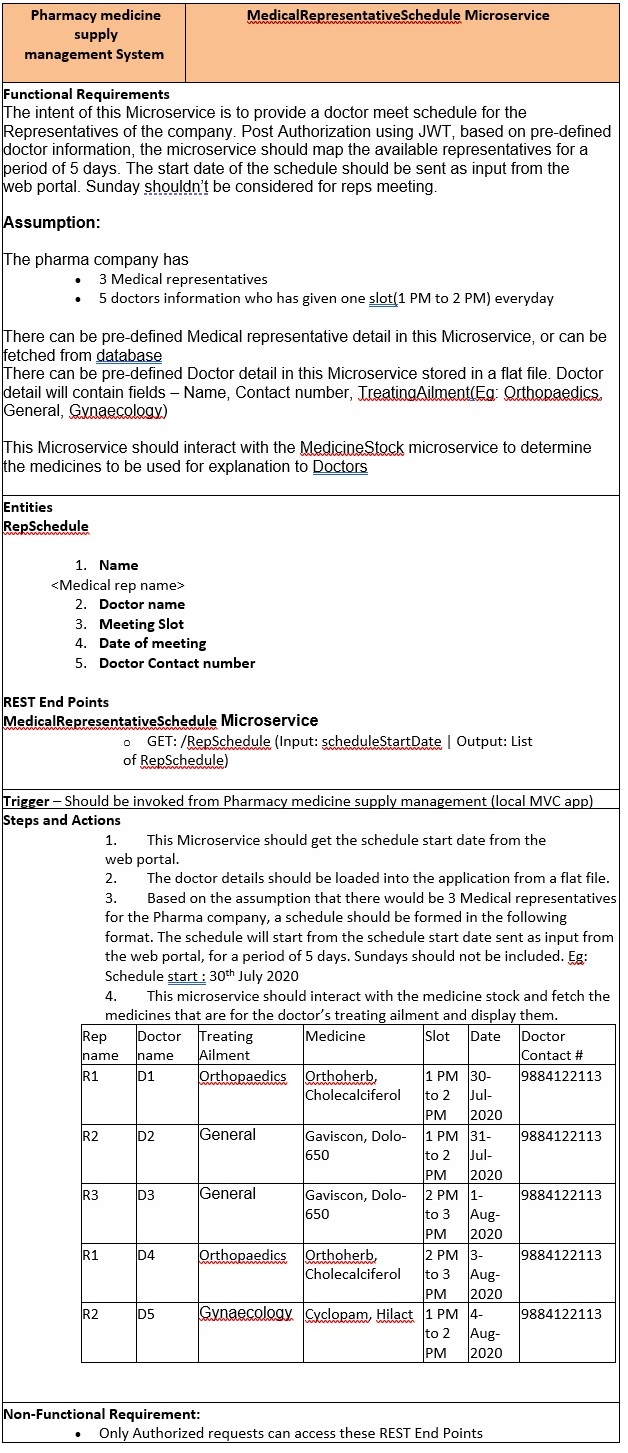 Pharmacy medicine
supply
management System
MedicalRepresentativeSchedule Microservice
Functional Requirements
The intent of this Microservice is to provide a doctor meet schedule for the
Representatives of the company. Post Authorization using JWT, based on pre-defined
doctor information, the microservice should map the available representatives for a
period of 5 days. The start date of the schedule should be sent as input from the
web portal. Sunday shouldn't be considered for reps meeting.
Assumption:
The pharma company has
• 3 Medical representatives
• 5 doctors information who has given one slot(1 PM to 2 PM) everyday
There can be pre-defined Medical representative detail in this Microservice, or can be
fetched from database
There can be pre-defined Doctor detail in this Microservice stored in a flat file. Doctor
detail will contain fields – Name, Contact number, TreatingAilment(Eg: Orthopaedics,
General, Gynaecology)
This Microservice should interact with the MedicineStock microservice to determine
the medicines to be used for explanation to Doctors
Entities
RepSchedule
1. Name
<Medical rep name>
2. Doctor name
3. Meeting Slot
4. Date of meeting
5. Doctor Contact number
REST End Points
MedicalRepresentativeSchedule Microservice
o GET: /RepSchedule (Input: scheduleStartDate | Output: List
of RepSchedule)
Trigger – Should be invoked from Pharmacy medicine supply management (local MVC app)
Steps and Actions
1. This Microservice should get the schedule start date from the
web portal.
2. The doctor details should be loaded into the application from a flat file.
3. Based on the assumption that there would be 3 Medical representatives
for the Pharma company, a schedule should be formed in the following
format. The schedule will start from the schedule start date sent as input from
the web portal, for a period of 5 days. Sundays should not be included. Eg:
Schedule start : 30th July 2020
4. This microservice should interact with the medicine stock and fetch the
medicines that are for the doctor's treating ailment and display them.
Rep name Doctor name Treating Ailment Medicine Slot Date Doctor Contact #
R1 D1 Orthopaedics Orthoherb, Cholecalciferol 1 PM to 2 PM 30-Jul-2020 9884122113
R2 D2 General Gaviscon, Dolo-650 1 PM to 2 PM 31-Jul-2020 9884122113
R3 D3 General Gaviscon, Dolo-650 2 PM to 3 PM 1-Aug-2020 9884122113
R1 D4 Orthopaedics Orthoherb, Cholecalciferol 2 PM to 3 PM 3-Aug-2020 9884122113
R2 D5 Gynaecology Cyclopam, Hilact 1 PM to 2 PM 4-Aug-2020 9884122113
Non-Functional Requirement:
• Only Authorized requests can access these REST End Points